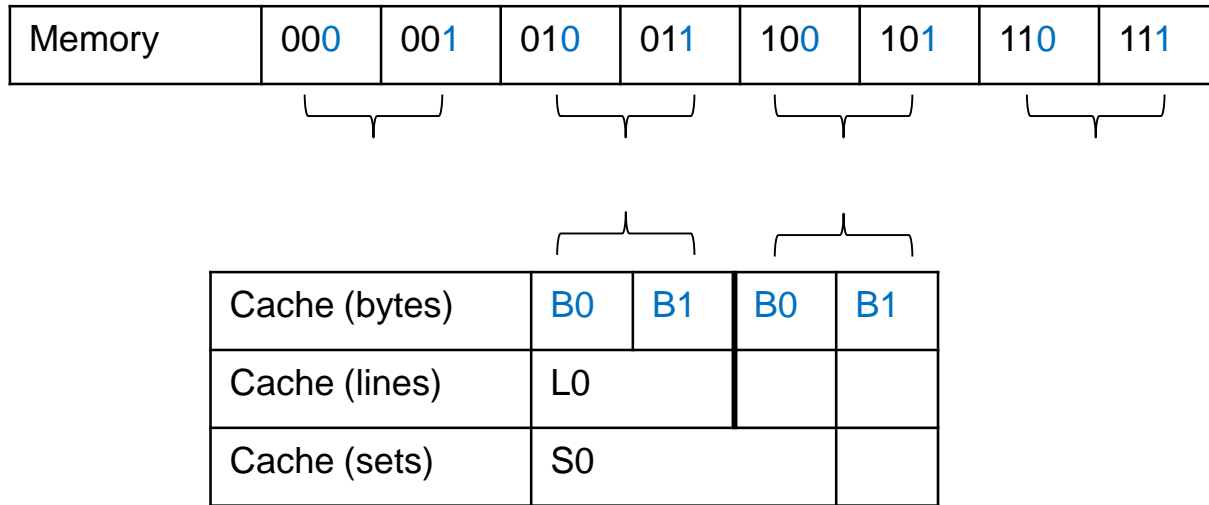 Memory 000 001 010 011 100 101 110 111
Cache (bytes) B0 B1 B0 B1
Cache (lines) L0
Cache (sets) S0